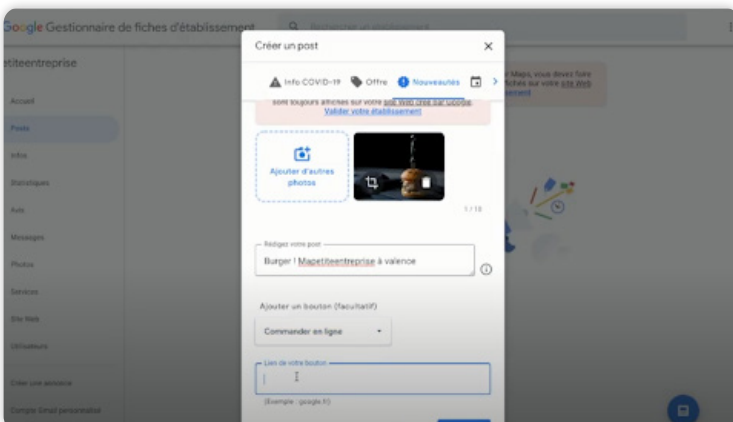 Google Gestionnaire de fiches d'établissement
Recherchez un établissement
Créer un post
Info COVID-19
Offre
Nouveautés
etiteentreprise
Maps, vous devez faire
fichés sur votre site Web
sont toujours affichés sur votre site Web créé par Google.
Valider votre établissement
Accueil
Posts
Infos
Statistiques
Avis
Messages
Photos
Services
Site Web
Utilisateurs
Créer une annonce
Compte Gmail personnalisé
Ajouter d'autres
photos
1 / 10
Rédigez votre post
Burger ! Mapetiteentreprise à valence
Ajouter un bouton (facultatif)
Commander en ligne
Lien de votre bouton
(Exemple : google.fr)